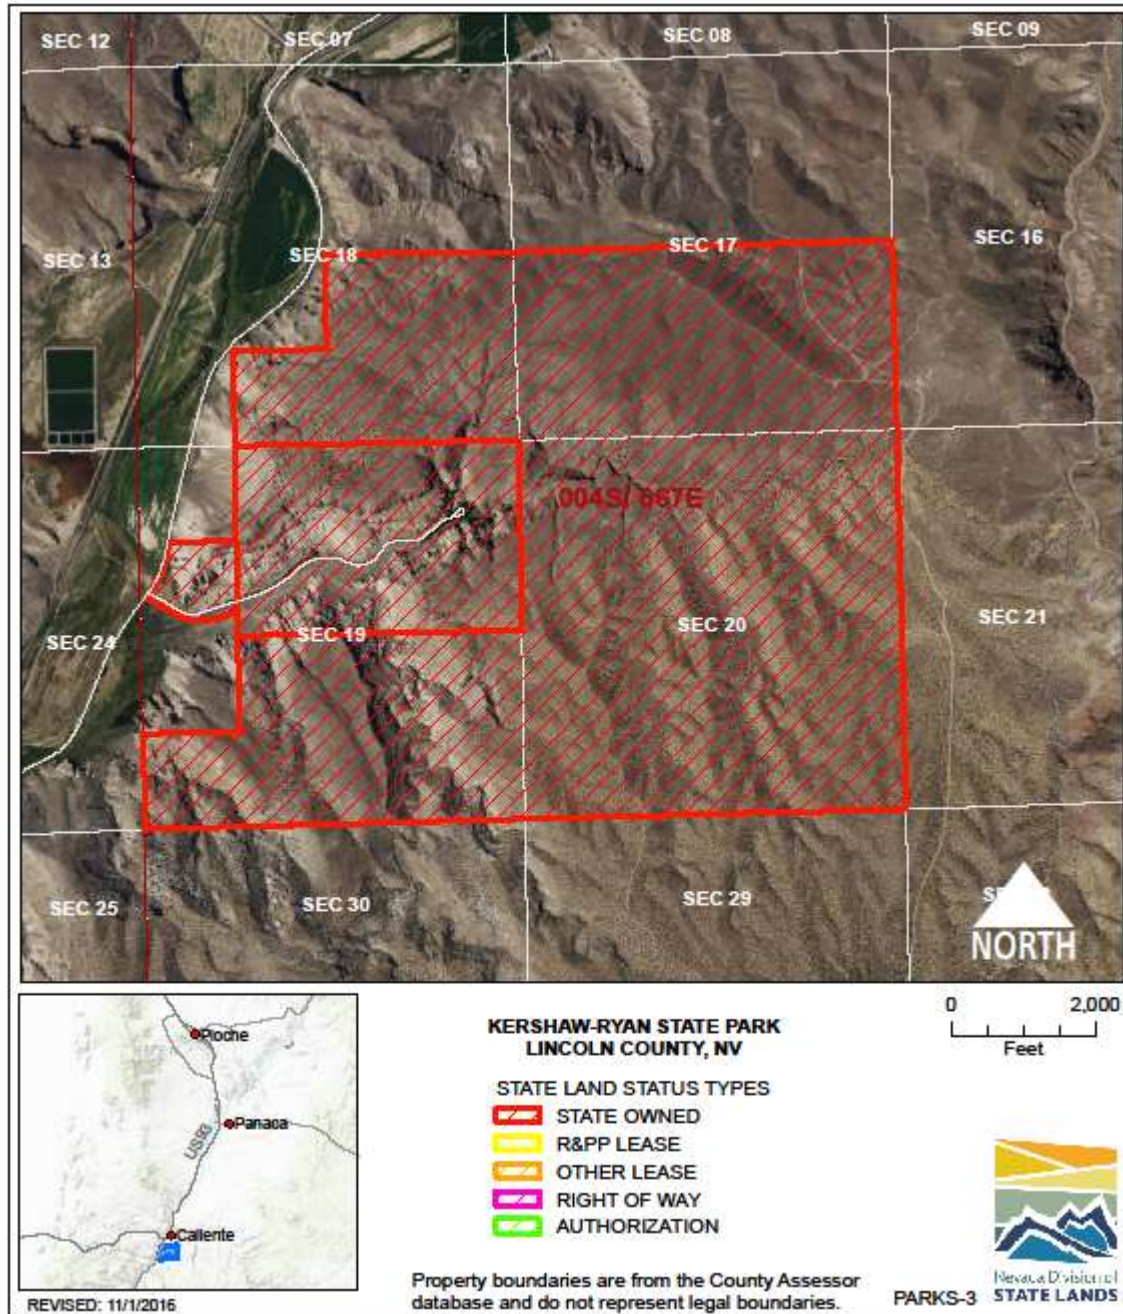 SEC 12
SEC 07
SEC 08
SEC 09
SEC 13
SEC 18
SEC 17
SEC 16
004S/ 067E
SEC 24
SEC 19
SEC 20
SEC 21
SEC 25
SEC 30
SEC 29
NORTH
Pioche
Panaca
US93
Caliente
REVISED: 11/1/2016
KERSHAW-RYAN STATE PARK
LINCOLN COUNTY, NV
STATE LAND STATUS TYPES
STATE OWNED
R&PP LEASE
OTHER LEASE
RIGHT OF WAY
AUTHORIZATION
Property boundaries are from the County Assessor
database and do not represent legal boundaries.
0 2,000
Feet
Nevada Division of
STATE LANDS
PARKS-3